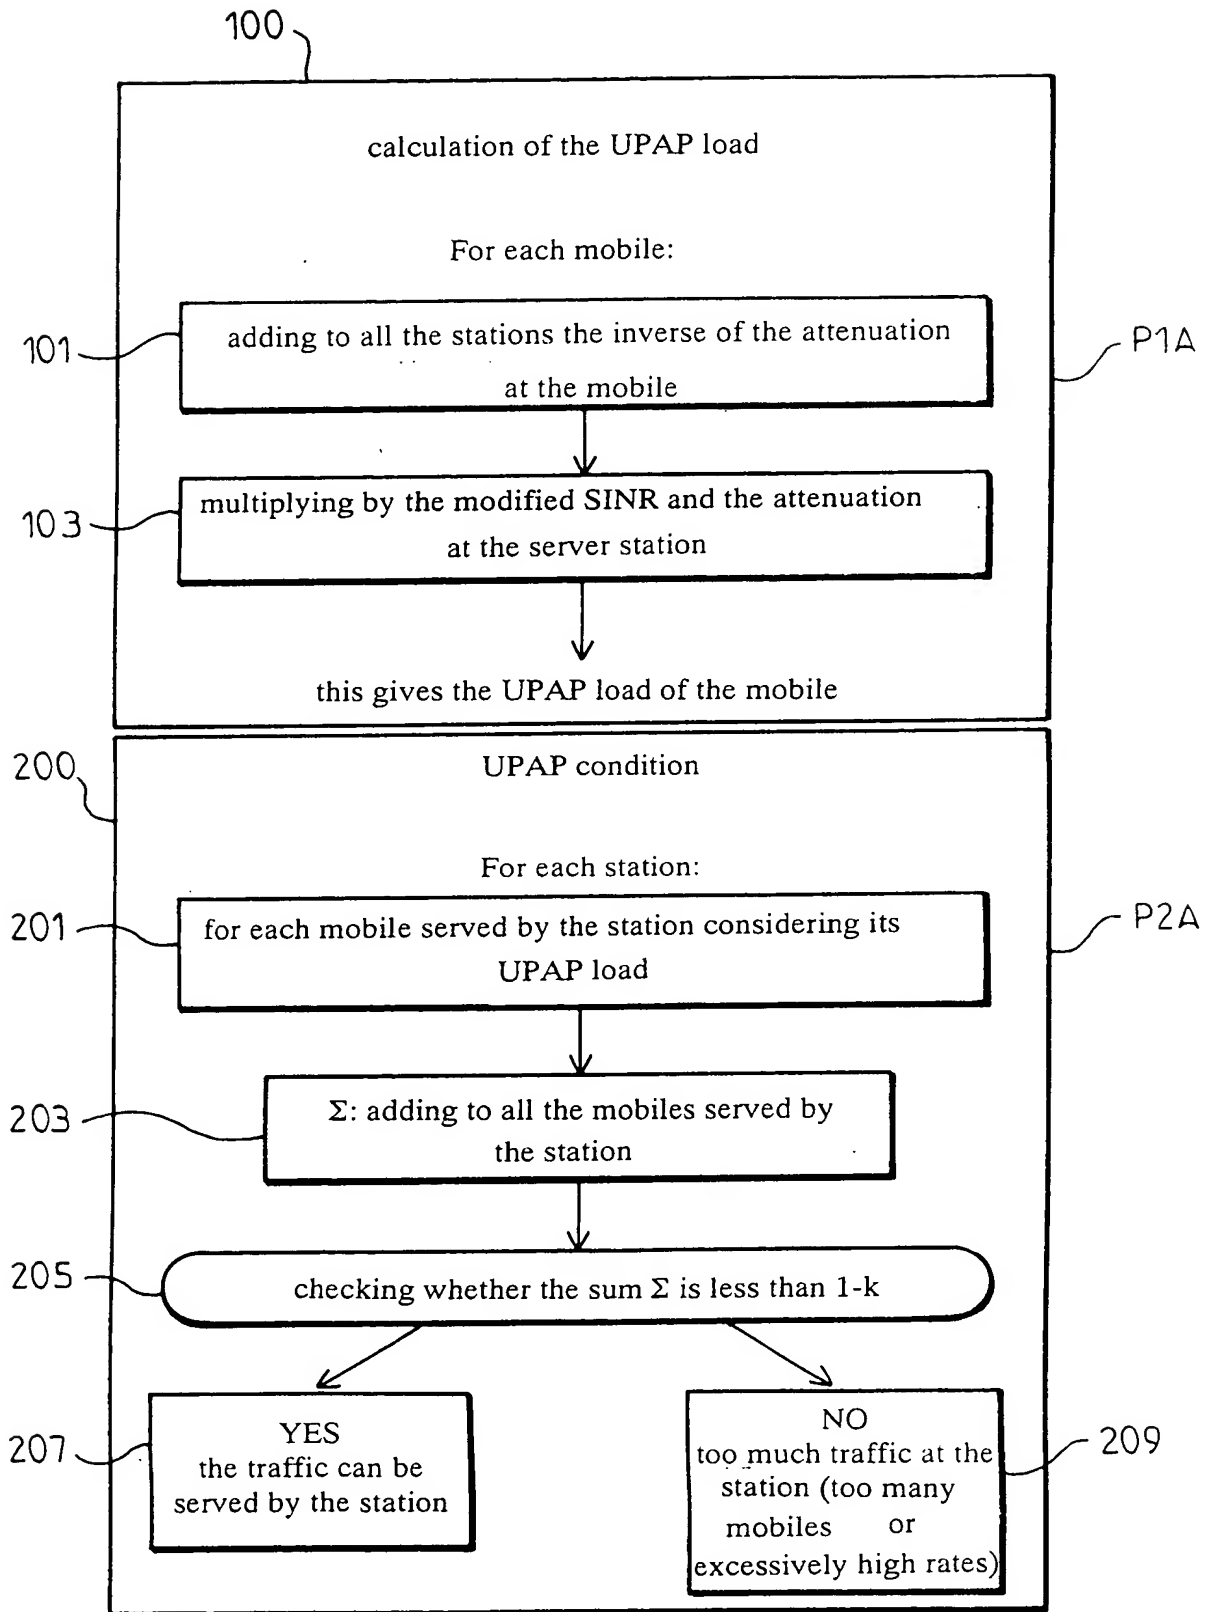 100
calculation of the UPAP load
For each mobile:
101
adding to all the stations the inverse of the attenuation
at the mobile
P1A
103
multiplying by the modified SINR and the attenuation
at the server station
this gives the UPAP load of the mobile
200
UPAP condition
For each station:
201
for each mobile served by the station considering its
UPAP load
P2A
203
Σ: adding to all the mobiles served by
the station
205
checking whether the sum Σ is less than 1-k
207
YES
the traffic can be
served by the station
NO
too much traffic at the
station (too many
mobiles or
excessively high rates)
209